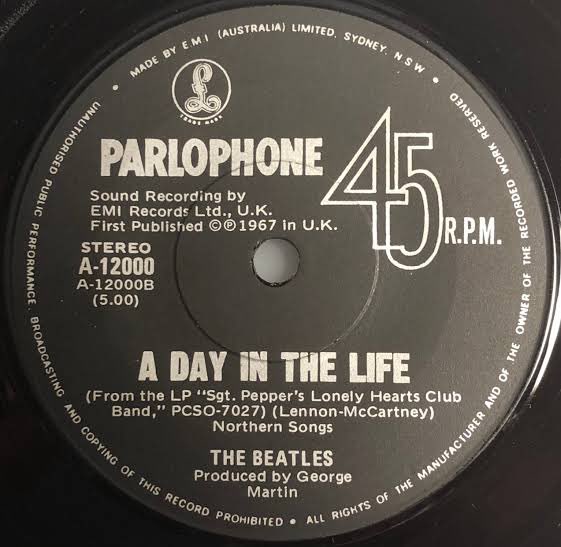 MADE BY EMI (AUSTRALIA) LIMITED. SYDNEY. N.S.W. • UNAUTHORISED PUBLIC PERFORMANCE, BROADCASTING AND COPYING OF THIS RECORD PROHIBITED • ALL RIGHTS OF THE MANUFACTURER AND OF THE OWNER OF THE RECORDED WORK RESERVED •
£
TRADE MARK
PARLOPHONE
45 R.P.M.
Sound Recording by
EMI Records Ltd., U.K.
First Published ©℗1967 in U.K.
STEREO
A-12000
A-12000B
(5.00)
A DAY IN THE LIFE
(From the LP "Sgt. Pepper's Lonely Hearts Club
Band," PCSO-7027) (Lennon-McCartney)
Northern Songs
THE BEATLES
Produced by George
Martin